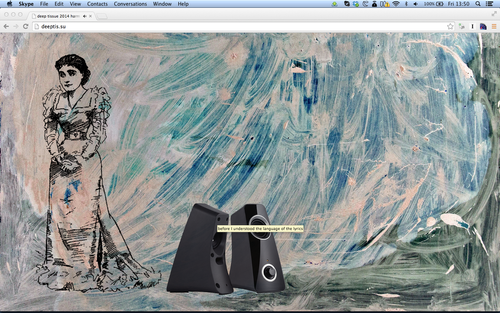 Skype File Edit View Contacts Conversations Window Help 100% Fri 13:50
deep tissue 2014 home
deeptis.su
before I understood the language of the lyrics